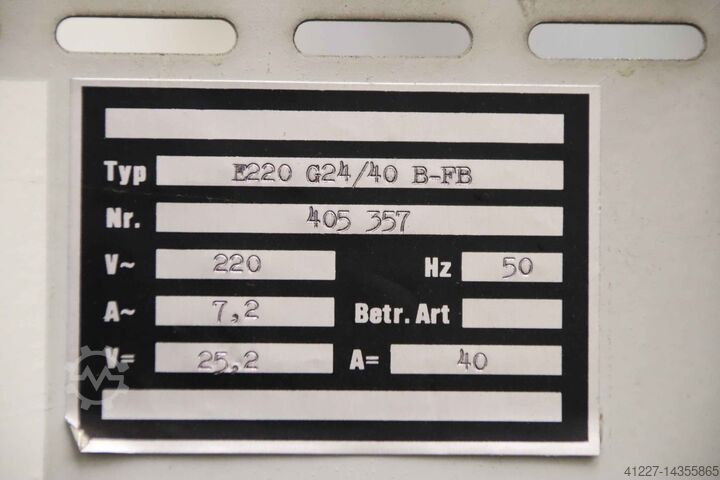 Typ E220 G24/40 B-FB
Nr. 405 357
V~ 220 Hz 50
A~ 7,2 Betr. Art
V= 25,2 A= 40
41227-14355865